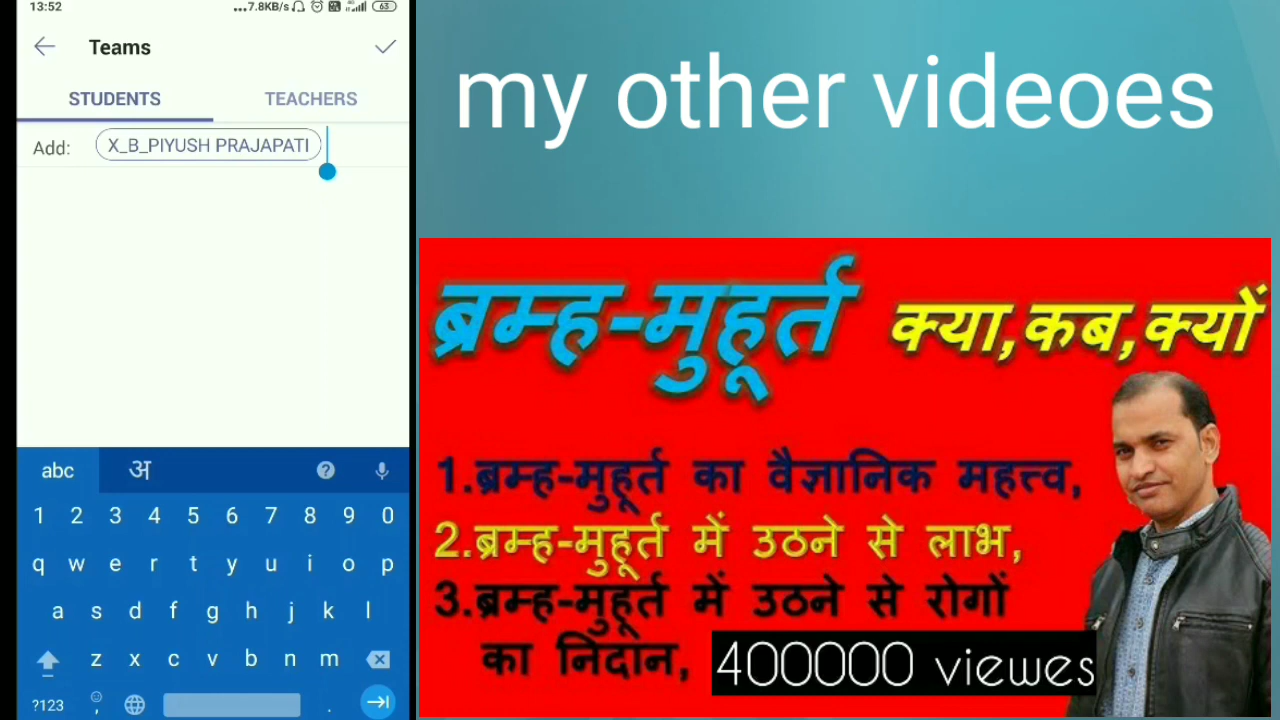 13:52
...7.8KB/s
63
Teams
STUDENTS TEACHERS
Add: X_B_PIYUSH PRAJAPATI
abc अ
1 2 3 4 5 6 7 8 9 0
q w e r t y u i o p
a s d f g h j k l
z x c v b n m
?123 , .
my other videoes
ब्रम्ह-मुहूर्त क्या,कब,क्यों
1.ब्रम्ह-मुहूर्त का वैज्ञानिक महत्त्व,
2.ब्रम्ह-मुहूर्त में उठने से लाभ,
3.ब्रम्ह-मुहूर्त में उठने से रोगों
का निदान, 400000 viewes